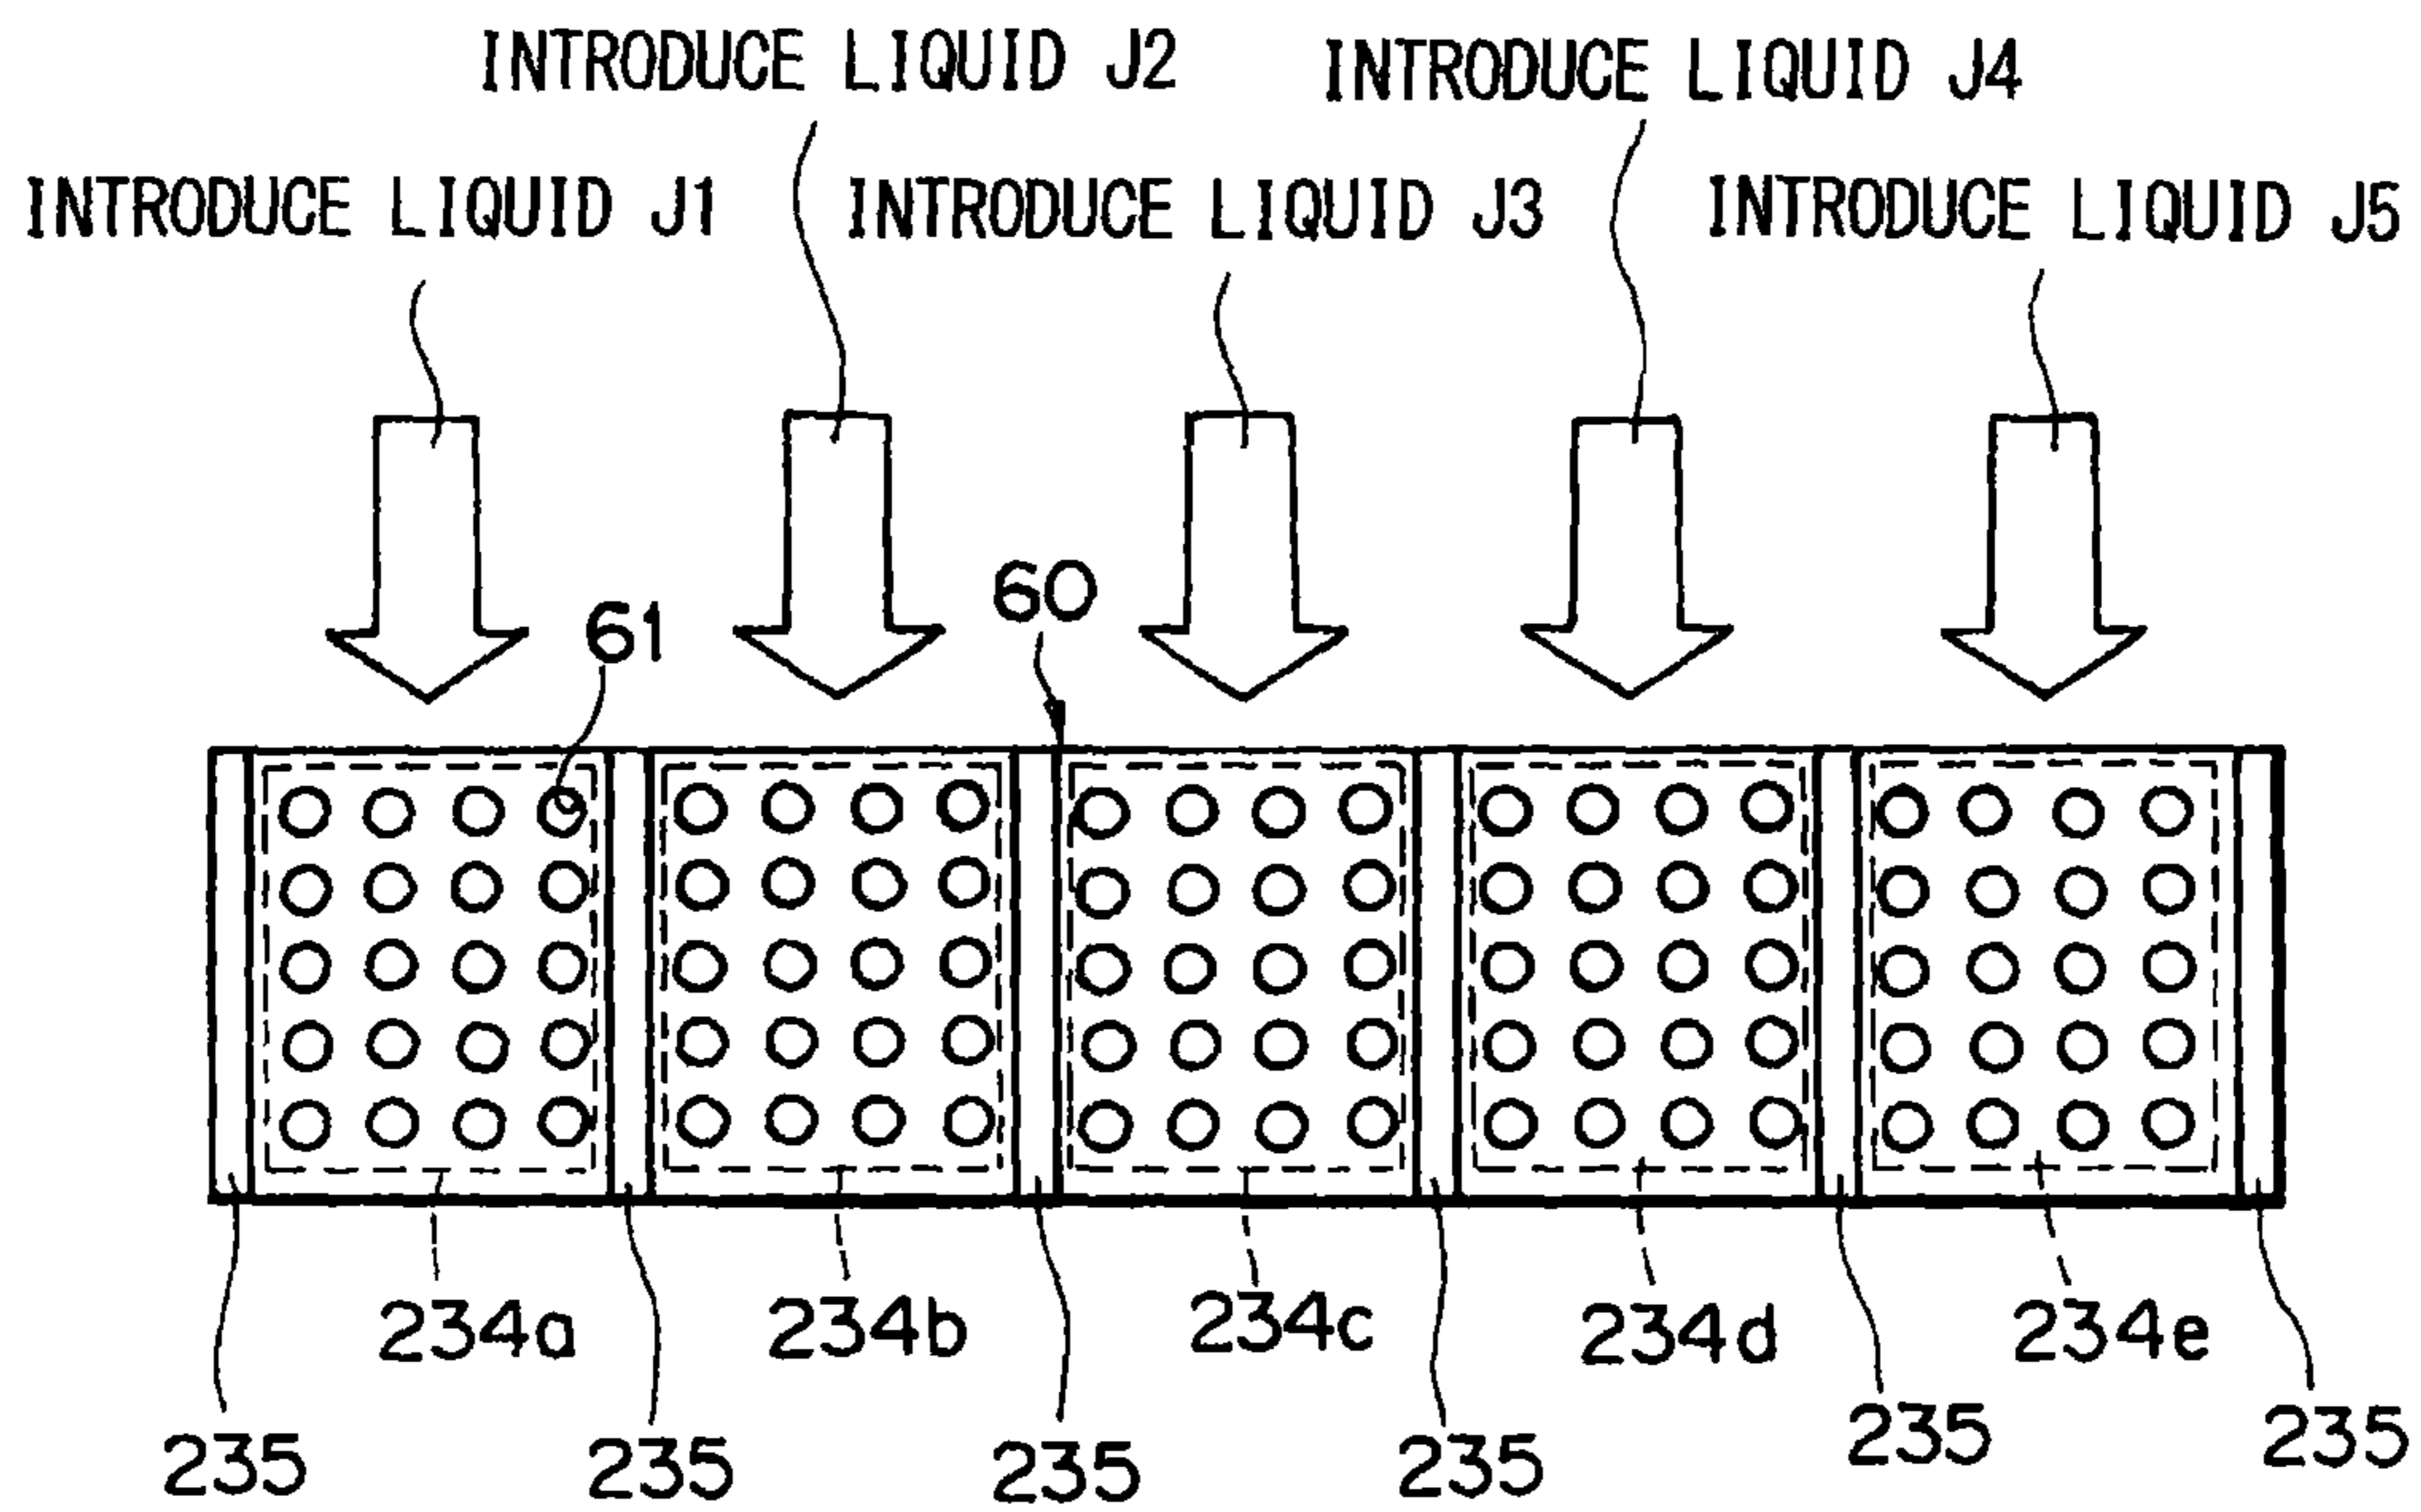 INTRODUCE LIQUID J2
INTRODUCE LIQUID J4
INTRODUCE LIQUID J1
INTRODUCE LIQUID J3
INTRODUCE LIQUID J5
60
61
234a
234b
234c
234d
234e
235
235
235
235
235
235